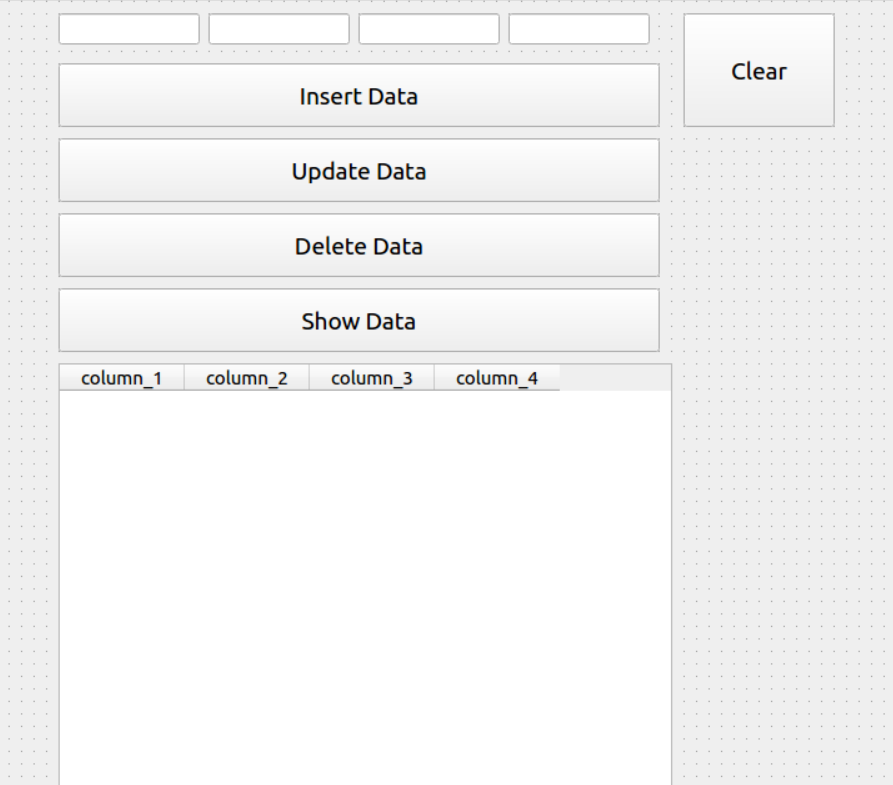 Clear
Insert Data
Update Data
Delete Data
Show Data
column_1 column_2 column_3 column_4